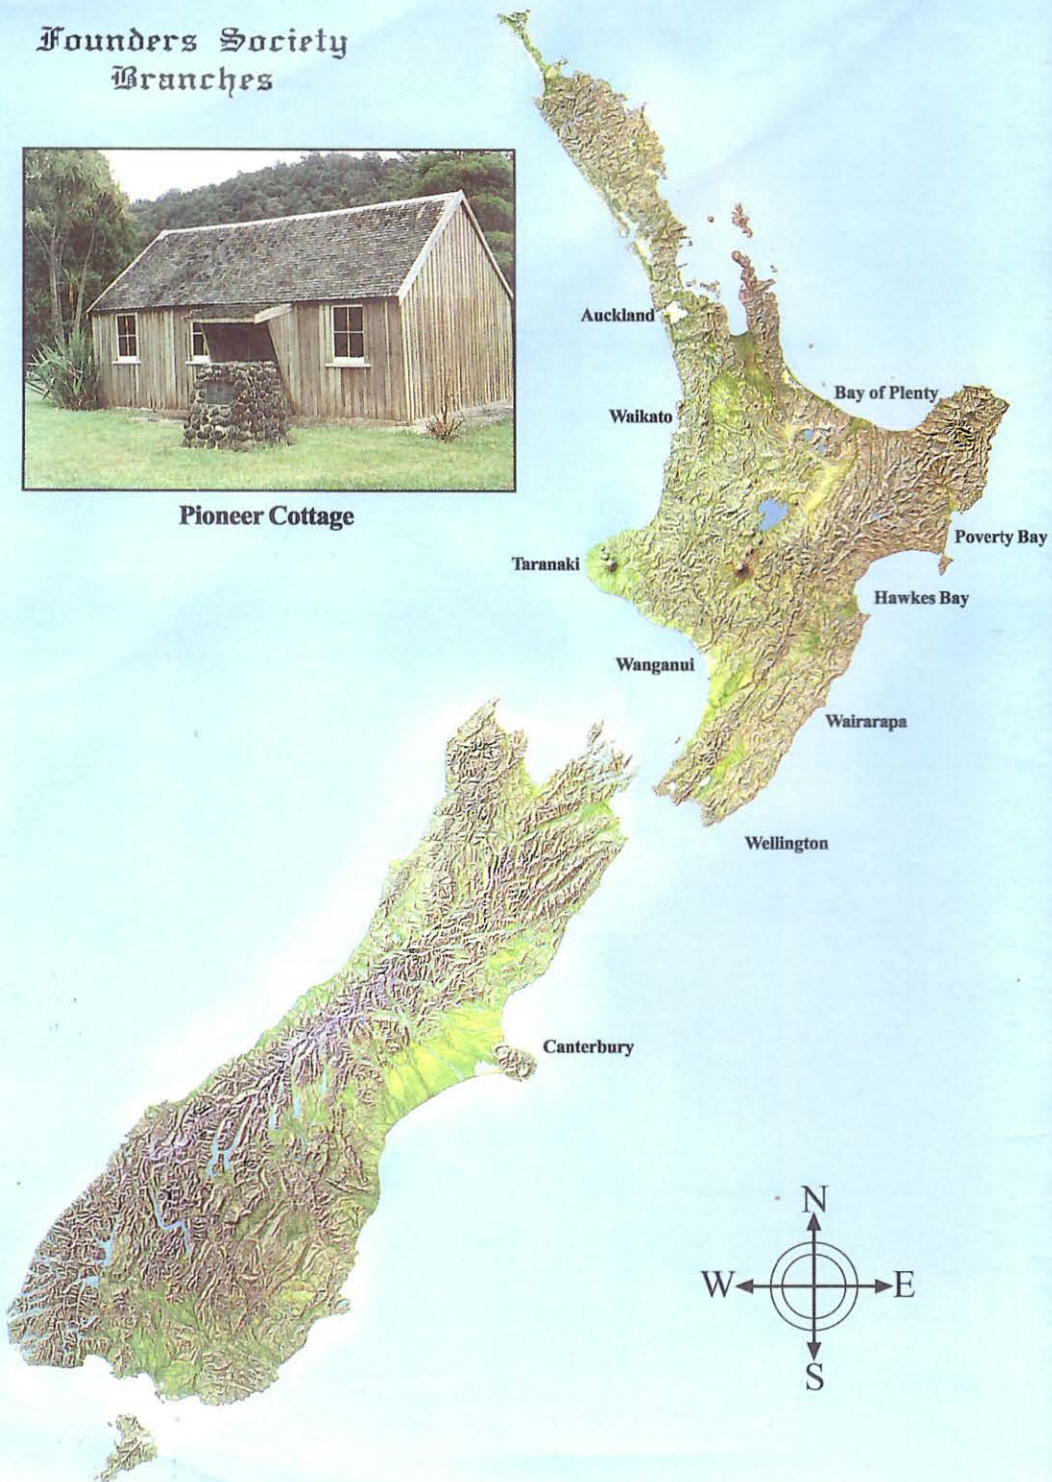 Founders Society
Branches
Pioneer Cottage
Auckland
Waikato
Bay of Plenty
Poverty Bay
Taranaki
Hawkes Bay
Wanganui
Wairarapa
Wellington
Canterbury
N
W E
S